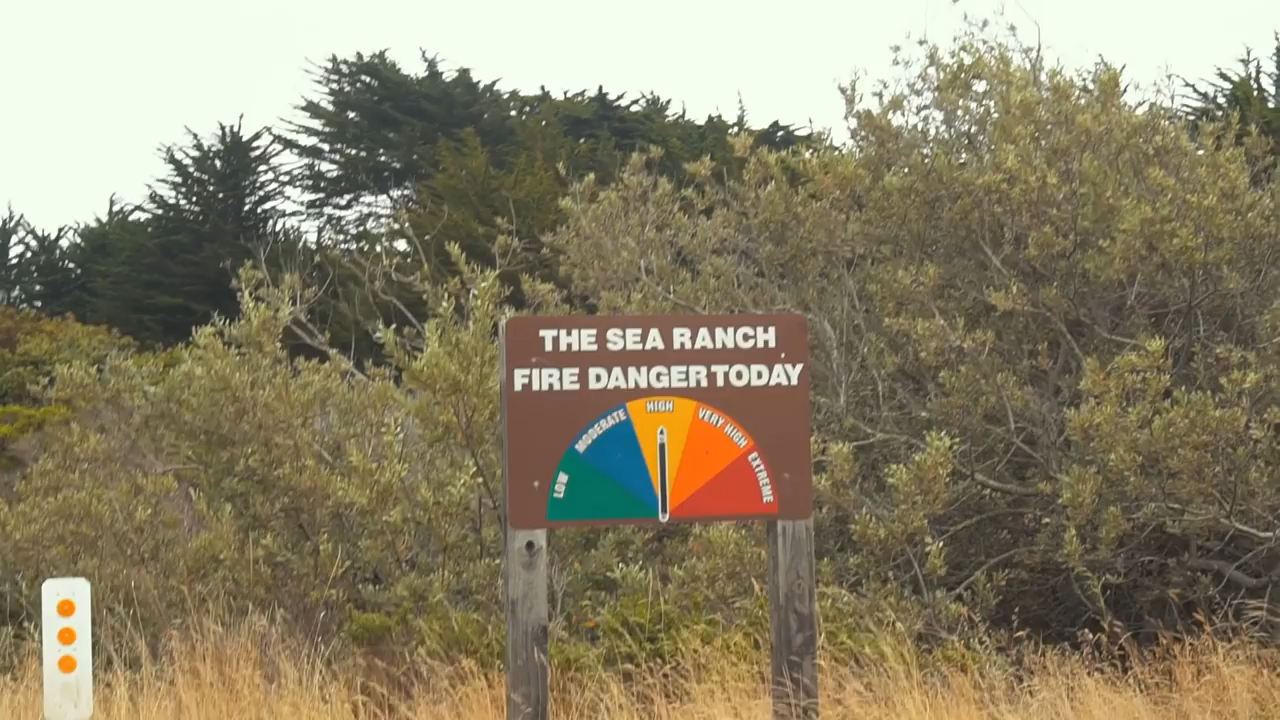 THE SEA RANCH
FIRE DANGER TODAY
LOW
MODERATE
HIGH
VERY HIGH
EXTREME